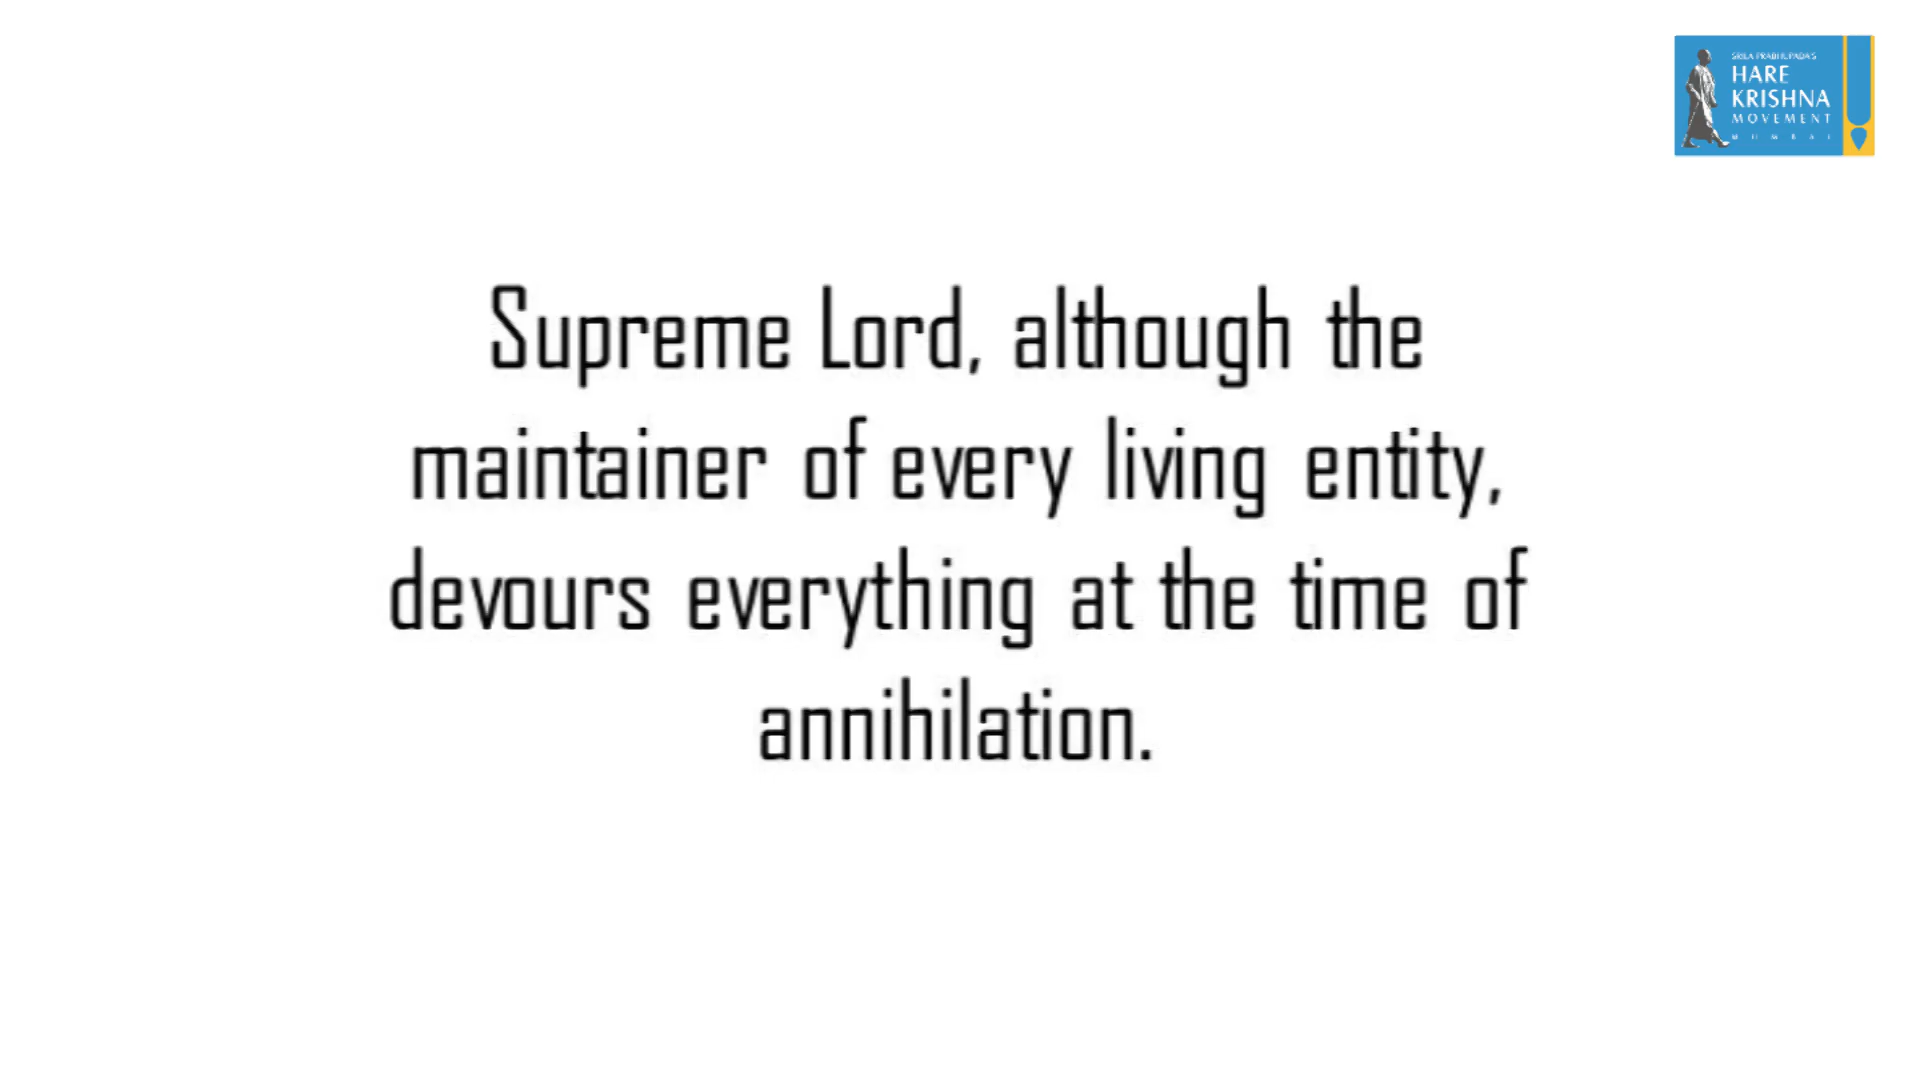 SRILA PRABHUPADA'S
HARE
KRISHNA
MOVEMENT
MUMBAI
Supreme Lord, although the
maintainer of every living entity,
devours everything at the time of
annihilation.